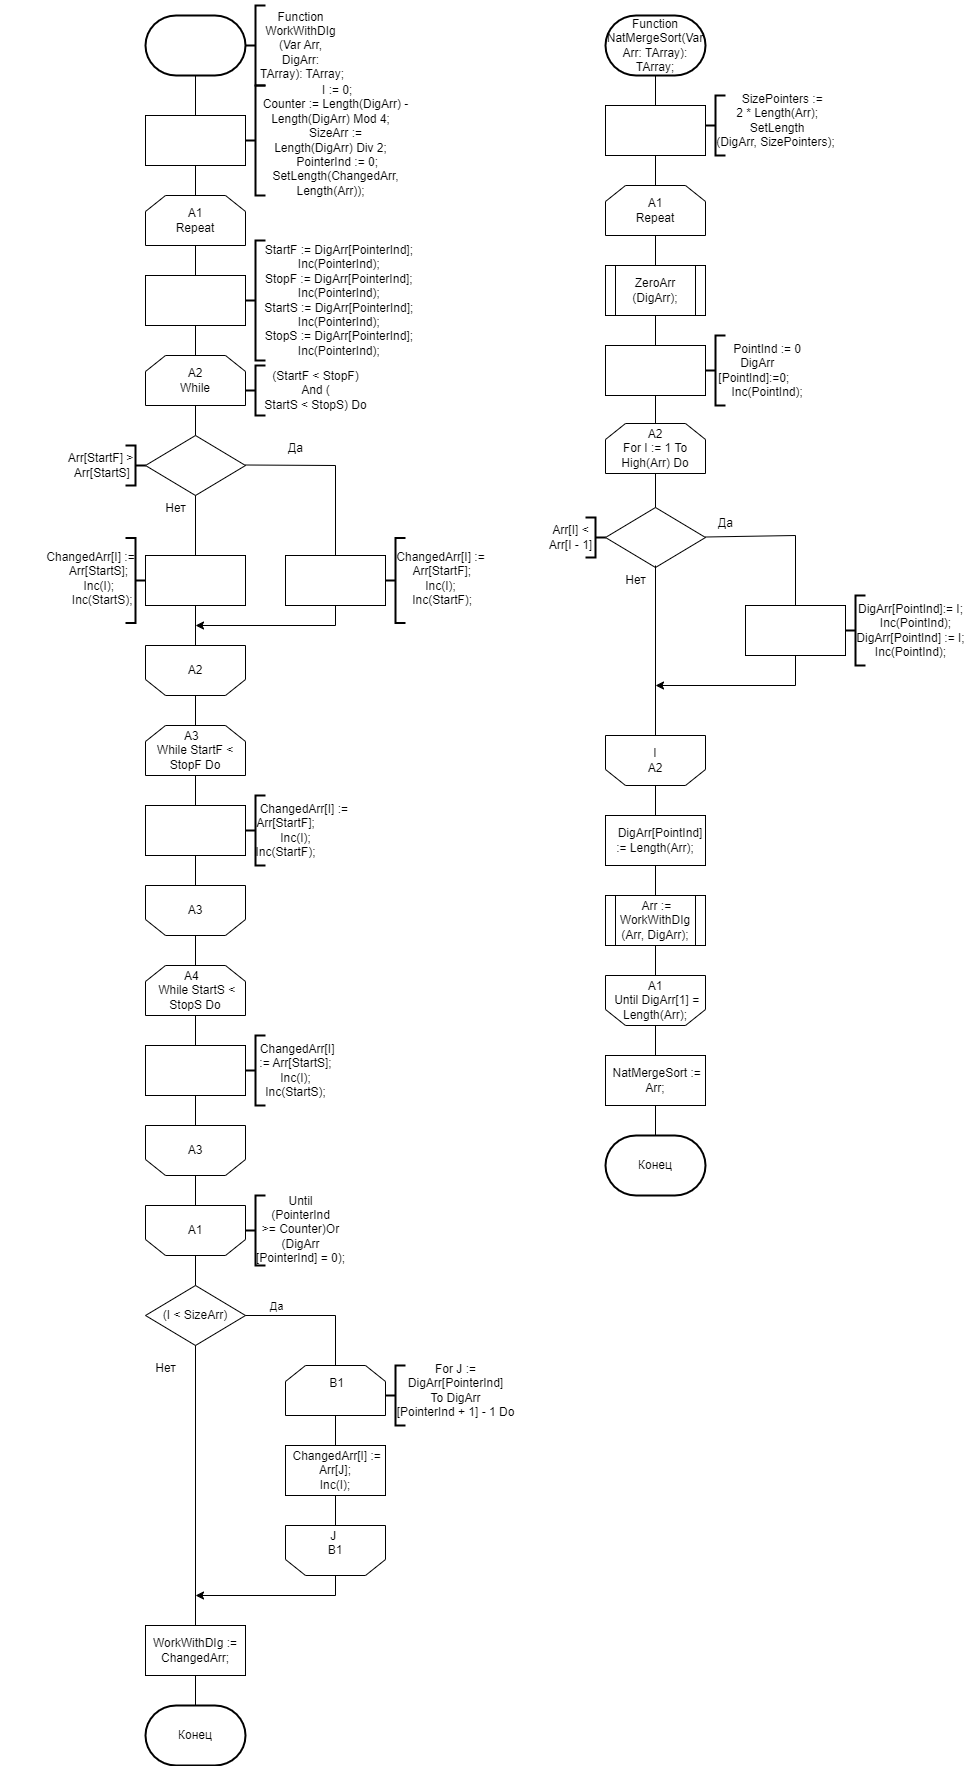 Function
WorkWithDIg
(Var Arr,
DigArr:
TArray): TArray;
I := 0;
Counter := Length(DigArr) -
Length(DigArr) Mod 4;
SizeArr :=
Length(DigArr) Div 2;
PointerInd := 0;
SetLength(ChangedArr,
Length(Arr));
A1
Repeat
StartF := DigArr[PointerInd];
Inc(PointerInd);
StopF := DigArr[PointerInd];
Inc(PointerInd);
StartS := DigArr[PointerInd];
Inc(PointerInd);
StopS := DigArr[PointerInd];
Inc(PointerInd);
A2
While
(StartF < StopF)
And (
StartS < StopS) Do
Arr[StartF] >
Arr[StartS]
Да
Нет
ChangedArr[I] :=
Arr[StartS];
Inc(I);
Inc(StartS);
ChangedArr[I] :=
Arr[StartF];
Inc(I);
Inc(StartF);
A2
A3
While StartF <
StopF Do
ChangedArr[I] :=
Arr[StartF];
Inc(I);
Inc(StartF);
A3
A4
While StartS <
StopS Do
ChangedArr[I]
:= Arr[StartS];
Inc(I);
Inc(StartS);
A3
A1
Until
(PointerInd
>= Counter)Or
(DigArr
[PointerInd] = 0);
(I < SizeArr)
Да
Нет
B1
For J :=
DigArr[PointerInd]
To DigArr
[PointerInd + 1] - 1 Do
ChangedArr[I] :=
Arr[J];
Inc(I);
J
B1
WorkWithDIg :=
ChangedArr;
Конец
Function
NatMergeSort(Var
Arr: TArray):
TArray;
SizePointers :=
2 * Length(Arr);
SetLength
(DigArr, SizePointers);
A1
Repeat
ZeroArr
(DigArr);
PointInd := 0
DigArr
[PointInd]:=0;
Inc(PointInd);
A2
For I := 1 To
High(Arr) Do
Arr[I] <
Arr[I - 1]
Да
Нет
DigArr[PointInd]:= I;
Inc(PointInd);
DigArr[PointInd] := I;
Inc(PointInd);
I
A2
DigArr[PointInd]
:= Length(Arr);
Arr :=
WorkWithDIg
(Arr, DigArr);
A1
Until DigArr[1] =
Length(Arr);
NatMergeSort :=
Arr;
Конец